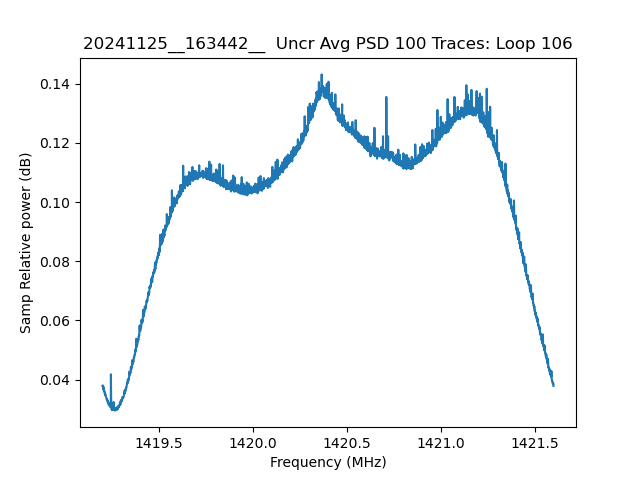 20241125__163442__  Uncr Avg PSD 100 Traces: Loop 106
0.14
0.12
0.10
0.08
0.06
0.04
Samp Relative power (dB)
1419.5 1420.0 1420.5 1421.0 1421.5
Frequency (MHz)